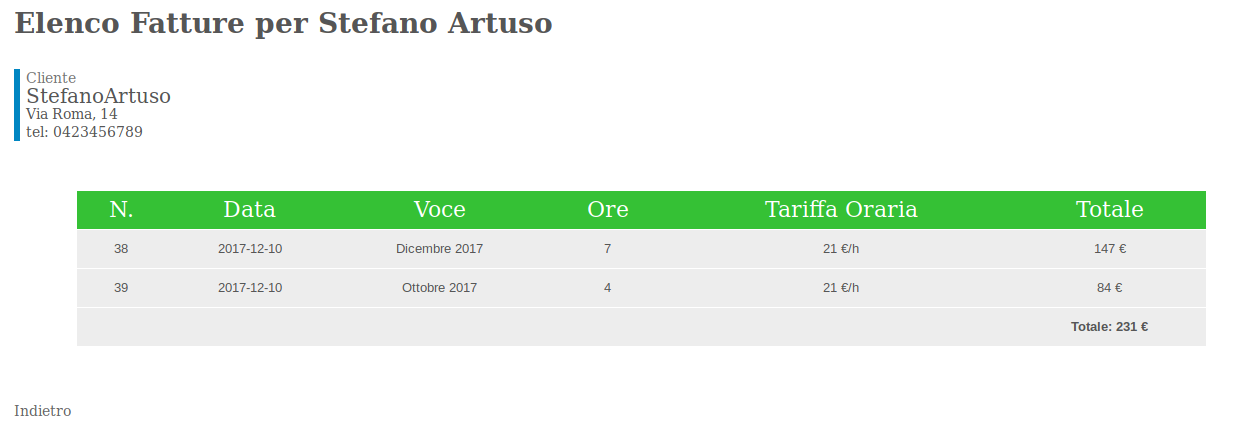 Elenco Fatture per Stefano Artuso
Cliente
StefanoArtuso
Via Roma, 14
tel: 0423456789
N. Data Voce Ore Tariffa Oraria Totale
38 2017-12-10 Dicembre 2017 7 21 €/h 147 €
39 2017-12-10 Ottobre 2017 4 21 €/h 84 €
Totale: 231 €
Indietro